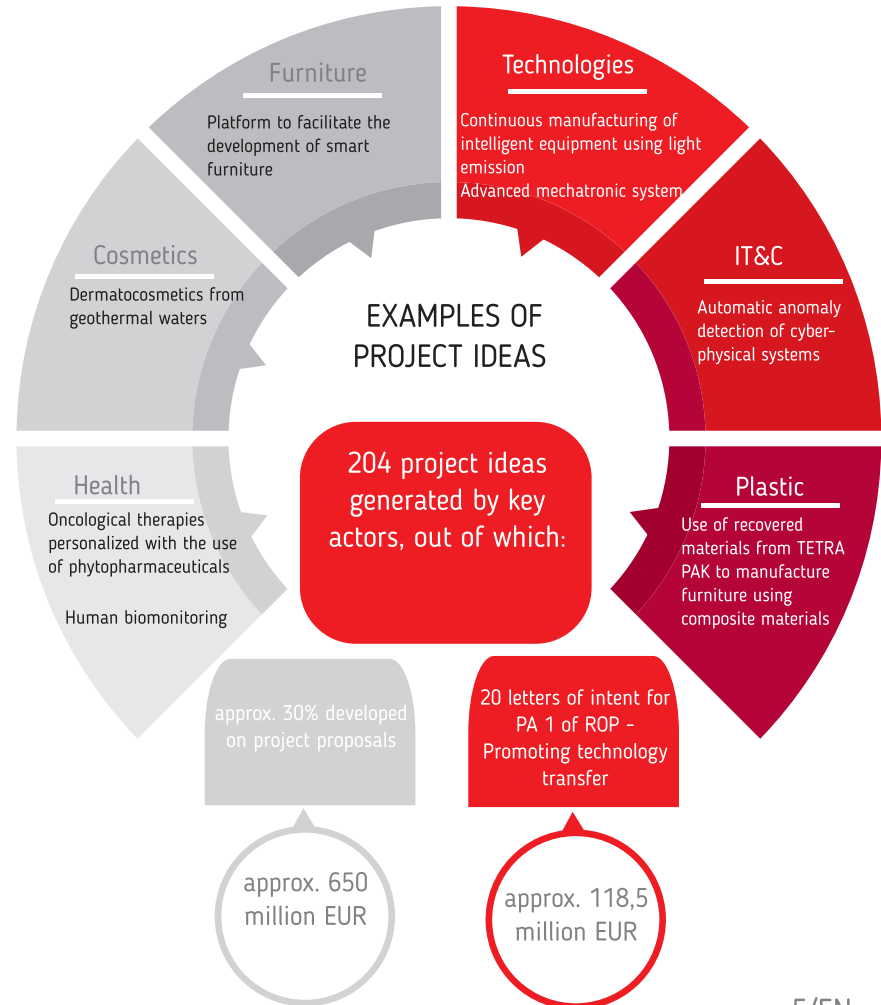 Furniture
Platform to facilitate the
development of smart
furniture
Technologies
Continuous manufacturing of
intelligent equipment using light
emission
Advanced mechatronic system
Cosmetics
Dermatocosmetics from
geothermal waters
IT&C
Automatic anomaly
detection of cyber-
physical systems
EXAMPLES OF
PROJECT IDEAS
204 project ideas
generated by key
actors, out of which:
Health
Oncological therapies
personalized with the use
of phytopharmaceuticals
Human biomonitoring
Plastic
Use of recovered
materials from TETRA
PAK to manufacture
furniture using
composite materials
approx. 30% developed
on project proposals
20 letters of intent for
PA 1 of ROP -
Promoting technology
transfer
approx. 650
million EUR
approx. 118,5
million EUR